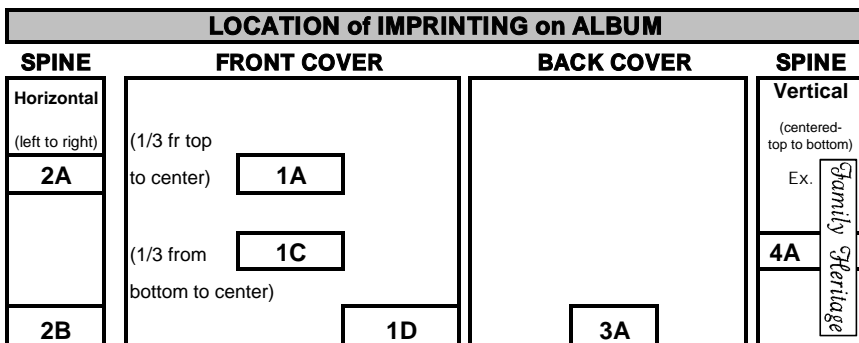 LOCATION of IMPRINTING on ALBUM
SPINE FRONT COVER BACK COVER SPINE
Horizontal
(left to right)
2A
2B
(1/3 fr top
to center) 1A
(1/3 from 1C
bottom to center)
1D
3A
Vertical
(centered-
top to bottom)
Ex.
4A
Family Heritage